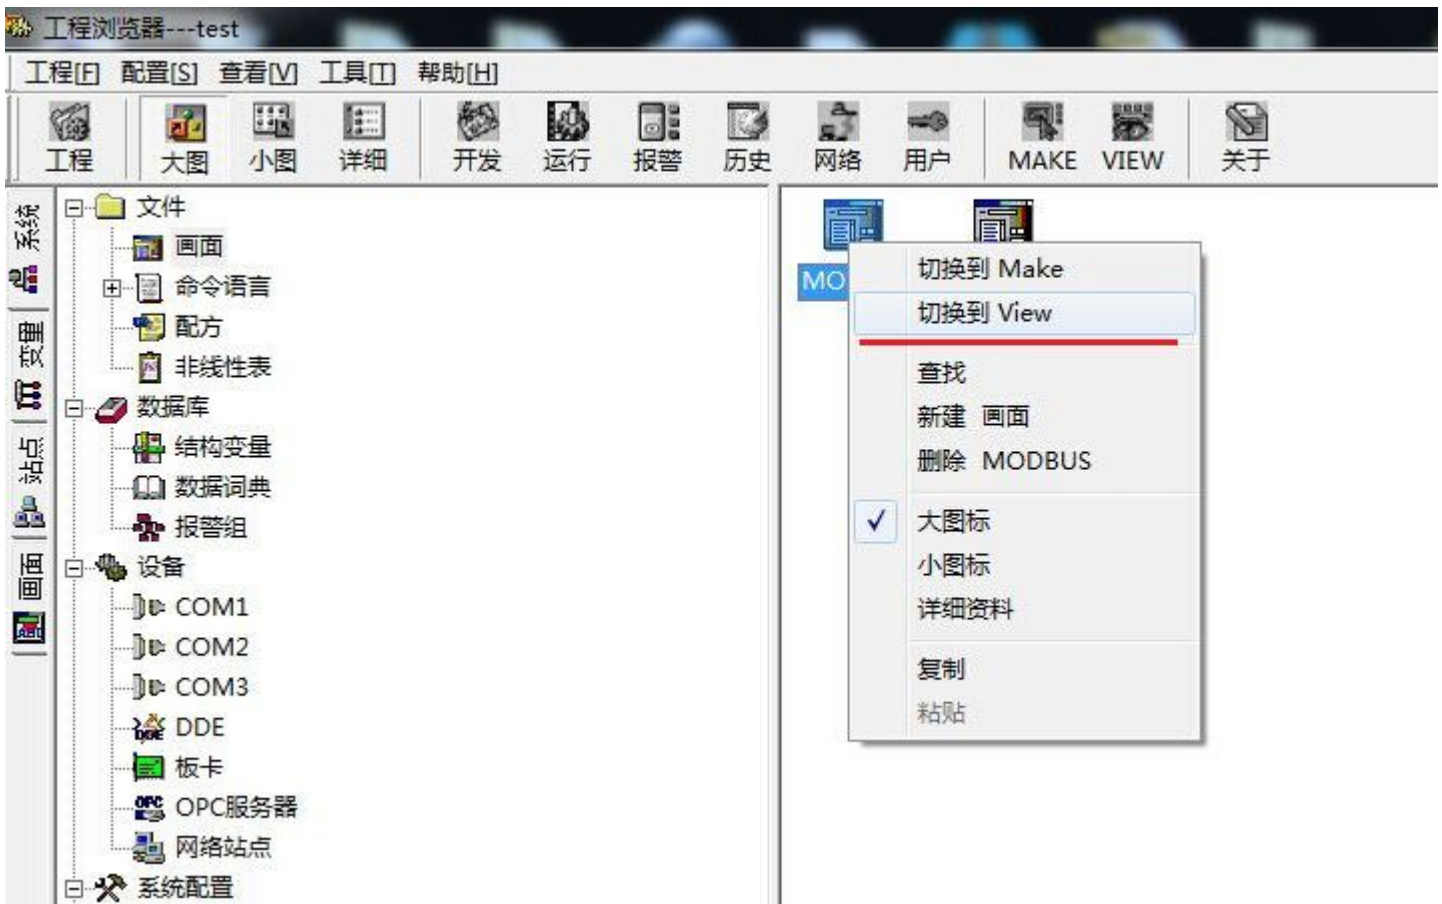 工程浏览器---test
工程[F] 配置[S] 查看[V] 工具[T] 帮助[H]
工程 大图 小图 详细 开发 运行 报警 历史 网络 用户 MAKE VIEW 关于
系统
变量
站点
画面
文件
画面
命令语言
配方
非线性表
数据库
结构变量
数据词典
报警组
设备
COM1
COM2
COM3
DDE
板卡
OPC服务器
网络站点
系统配置
MO
切换到 Make
切换到 View
查找
新建 画面
删除 MODBUS
大图标
小图标
详细资料
复制
粘贴